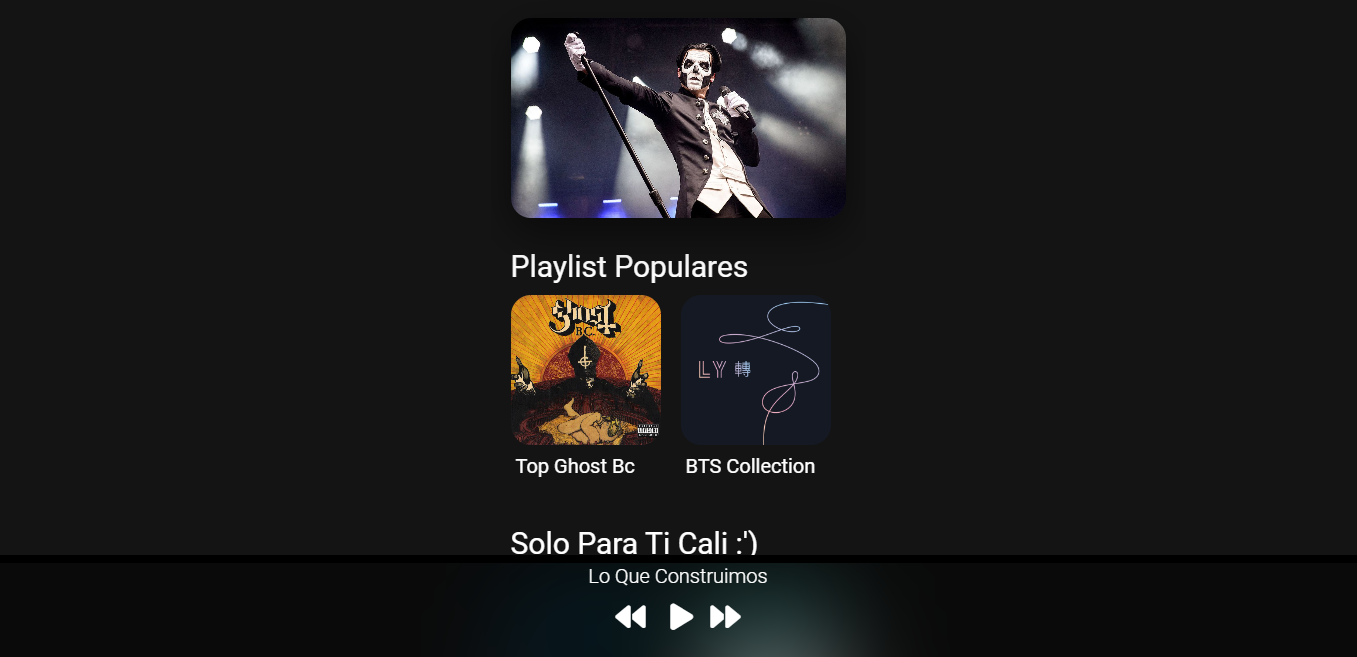 Playlist Populares
Ghost
B.C.
LY 轉
Top Ghost Bc
BTS Collection
Solo Para Ti Cali :')
Lo Que Construimos